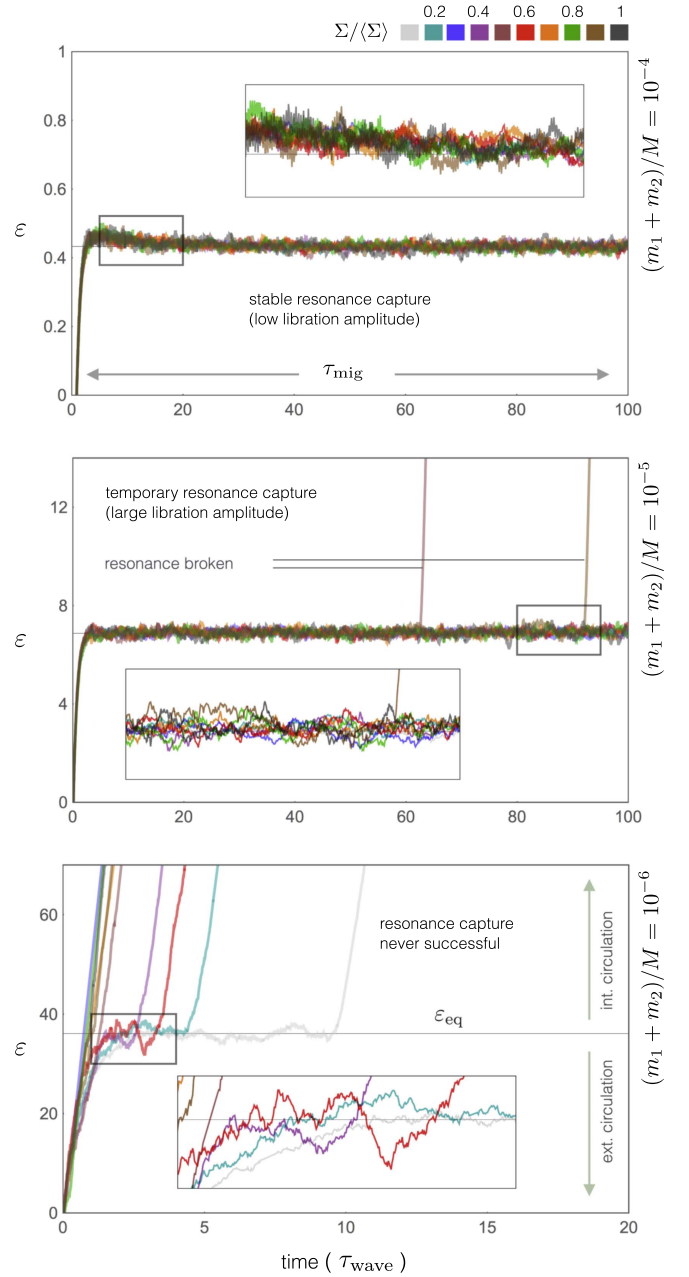 Σ/⟨Σ⟩ 0.2 0.4 0.6 0.8 1
1
0.8
0.6
0.4
0.2
0
ε
stable resonance capture
(low libration amplitude)
τmig
0 20 40 60 80 100
(m₁ + m₂)/M = 10⁻⁴
12
8
4
0
ε
temporary resonance capture
(large libration amplitude)
resonance broken
0 20 40 60 80 100
(m₁ + m₂)/M = 10⁻⁵
60
40
20
0
ε
resonance capture
never successful
εeq
int. circulation
ext. circulation
0 5 10 15 20
(m₁ + m₂)/M = 10⁻⁶
time ( τwave )